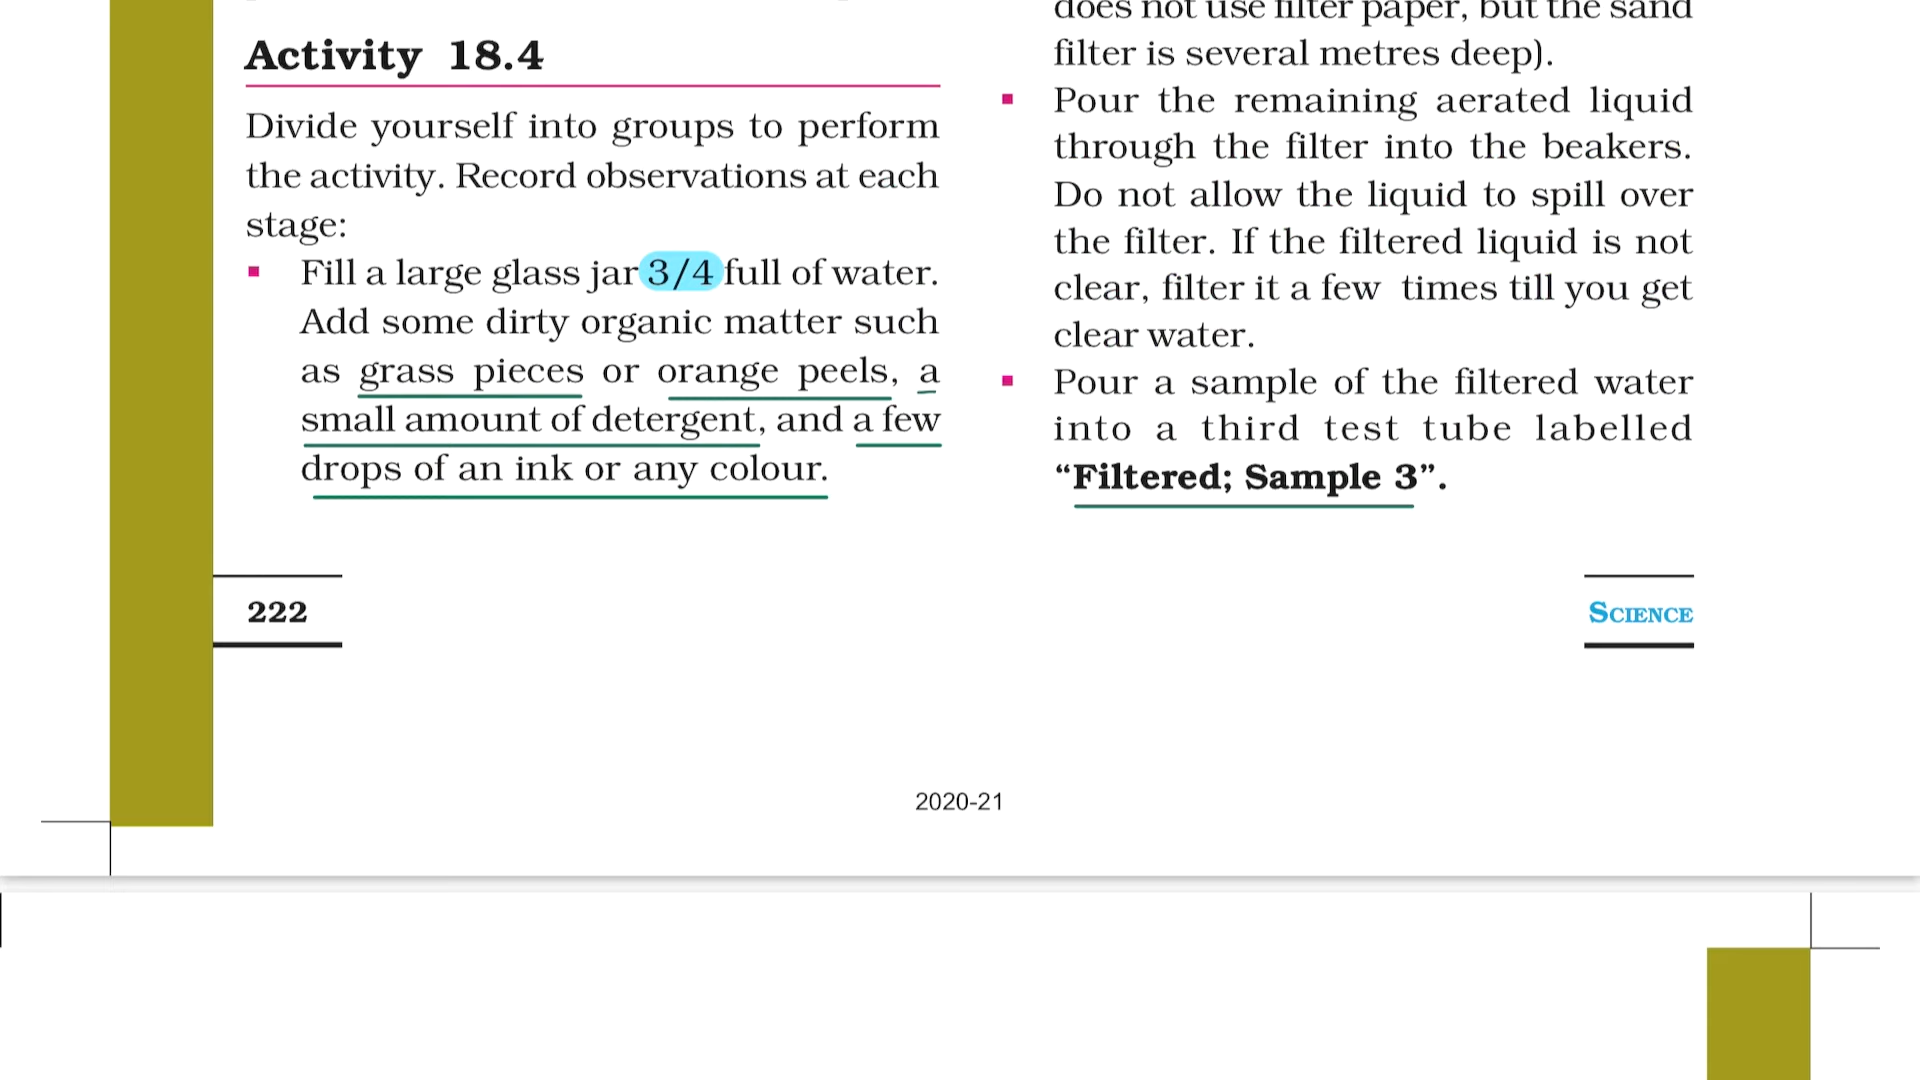 Activity 18.4
Divide yourself into groups to perform
the activity. Record observations at each
stage:
Fill a large glass jar 3/4 full of water.
Add some dirty organic matter such
as grass pieces or orange peels, a
small amount of detergent, and a few
drops of an ink or any colour.
does not use filter paper, but the sand
filter is several metres deep).
Pour the remaining aerated liquid
through the filter into the beakers.
Do not allow the liquid to spill over
the filter. If the filtered liquid is not
clear, filter it a few times till you get
clear water.
Pour a sample of the filtered water
into a third test tube labelled
“Filtered; Sample 3”.
222
SCIENCE
2020-21